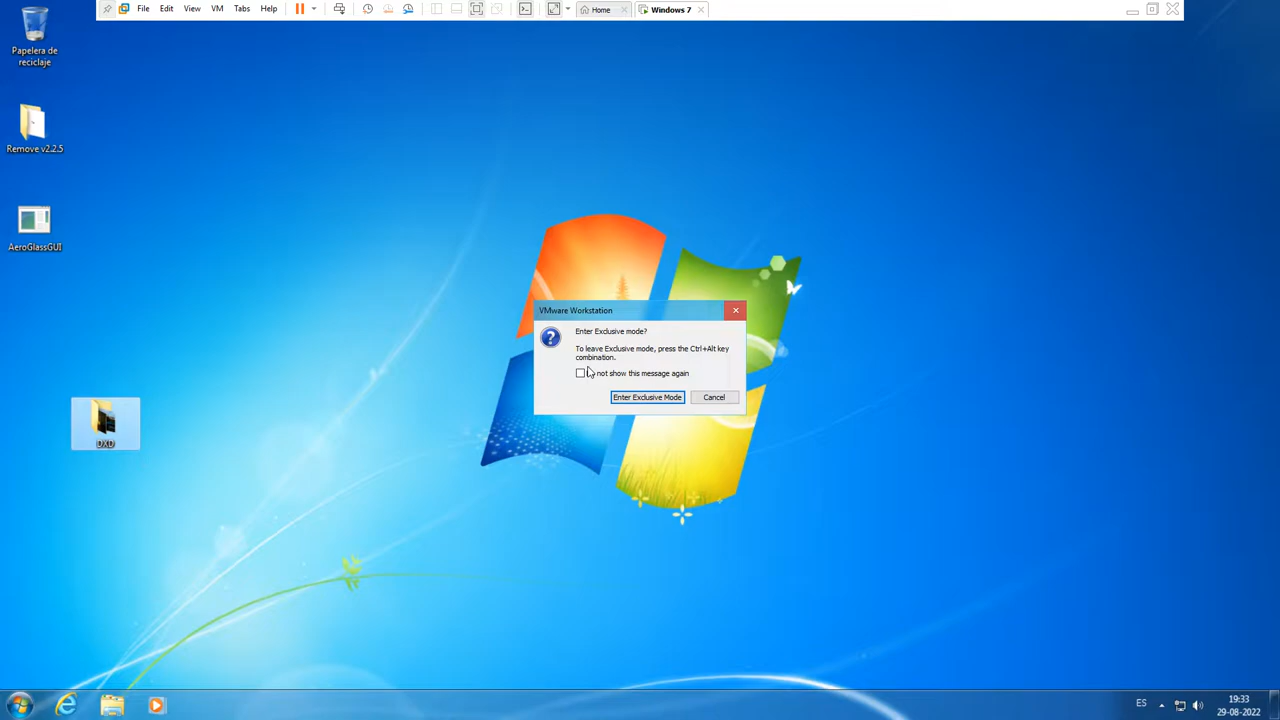 File Edit View VM Tabs Help Home Windows 7
Papelera de
reciclaje
Remove v2.2.5
AeroGlassGUI
DXD
VMware Workstation
Enter Exclusive mode?
To leave Exclusive mode, press the Ctrl+Alt key
combination.
not show this message again
Enter Exclusive Mode Cancel
ES
19:33
29-08-2022